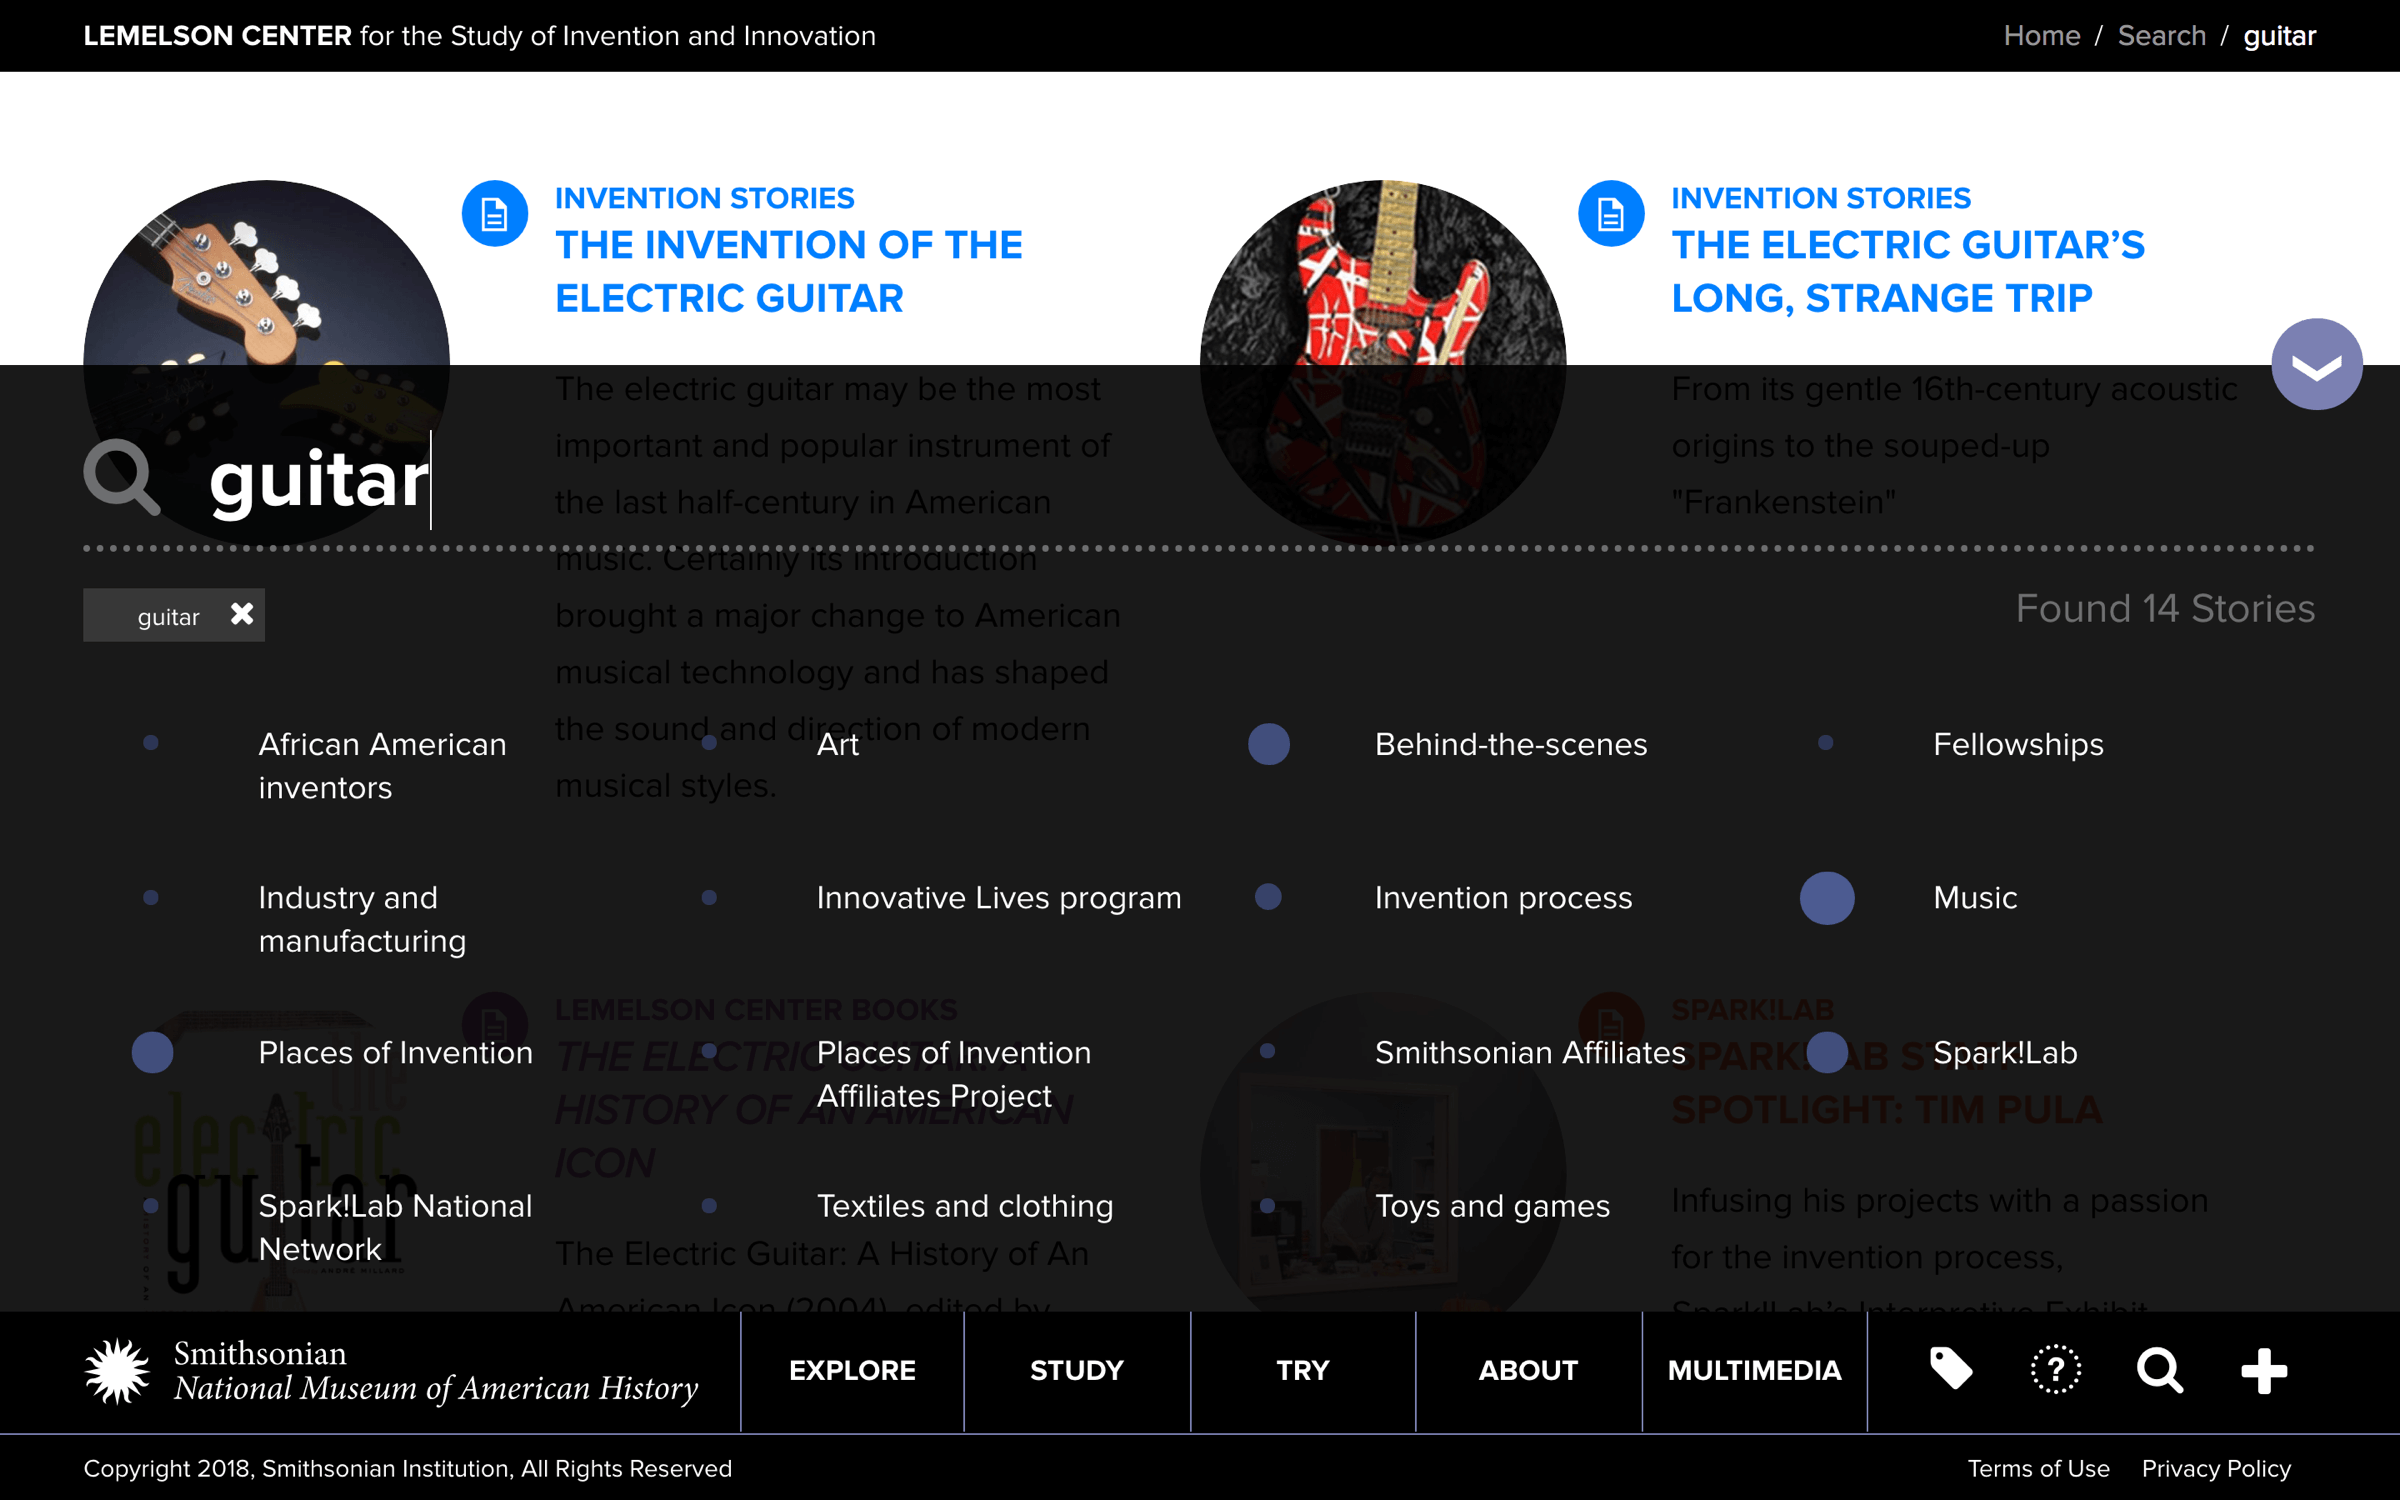 LEMELSON CENTER for the Study of Invention and Innovation
Home / Search / guitar
INVENTION STORIES
THE INVENTION OF THE
ELECTRIC GUITAR
The electric guitar may be the most
important and popular instrument of
the last half-century in American
music. Certainly its introduction
brought a major change to American
musical technology and has shaped
the sound and direction of modern
musical styles.
INVENTION STORIES
THE ELECTRIC GUITAR'S
LONG, STRANGE TRIP
From its gentle 16th-century acoustic
origins to the souped-up
"Frankenstein"
guitar
guitar
Found 14 Stories
African American
inventors
Art
Behind-the-scenes
Fellowships
Industry and
manufacturing
Innovative Lives program
Invention process
Music
Places of Invention
Places of Invention
Affiliates Project
Smithsonian Affiliates
Spark!Lab
Spark!Lab National
Network
Textiles and clothing
Toys and games
the
electric
guitar
ANDRÉ MILLARD
LEMELSON CENTER BOOKS
THE ELECTRIC GUITAR: A
HISTORY OF AN AMERICAN
ICON
The Electric Guitar: A History of An
American Icon (2004), edited by
SPARK!LAB
SPARK!LAB STAFF
SPOTLIGHT: TIM PULA
Infusing his projects with a passion
for the invention process,
Spark!Lab's Interpretive Exhibit
Smithsonian
National Museum of American History
EXPLORE
STUDY
TRY
ABOUT
MULTIMEDIA
?
Copyright 2018, Smithsonian Institution, All Rights Reserved
Terms of Use
Privacy Policy